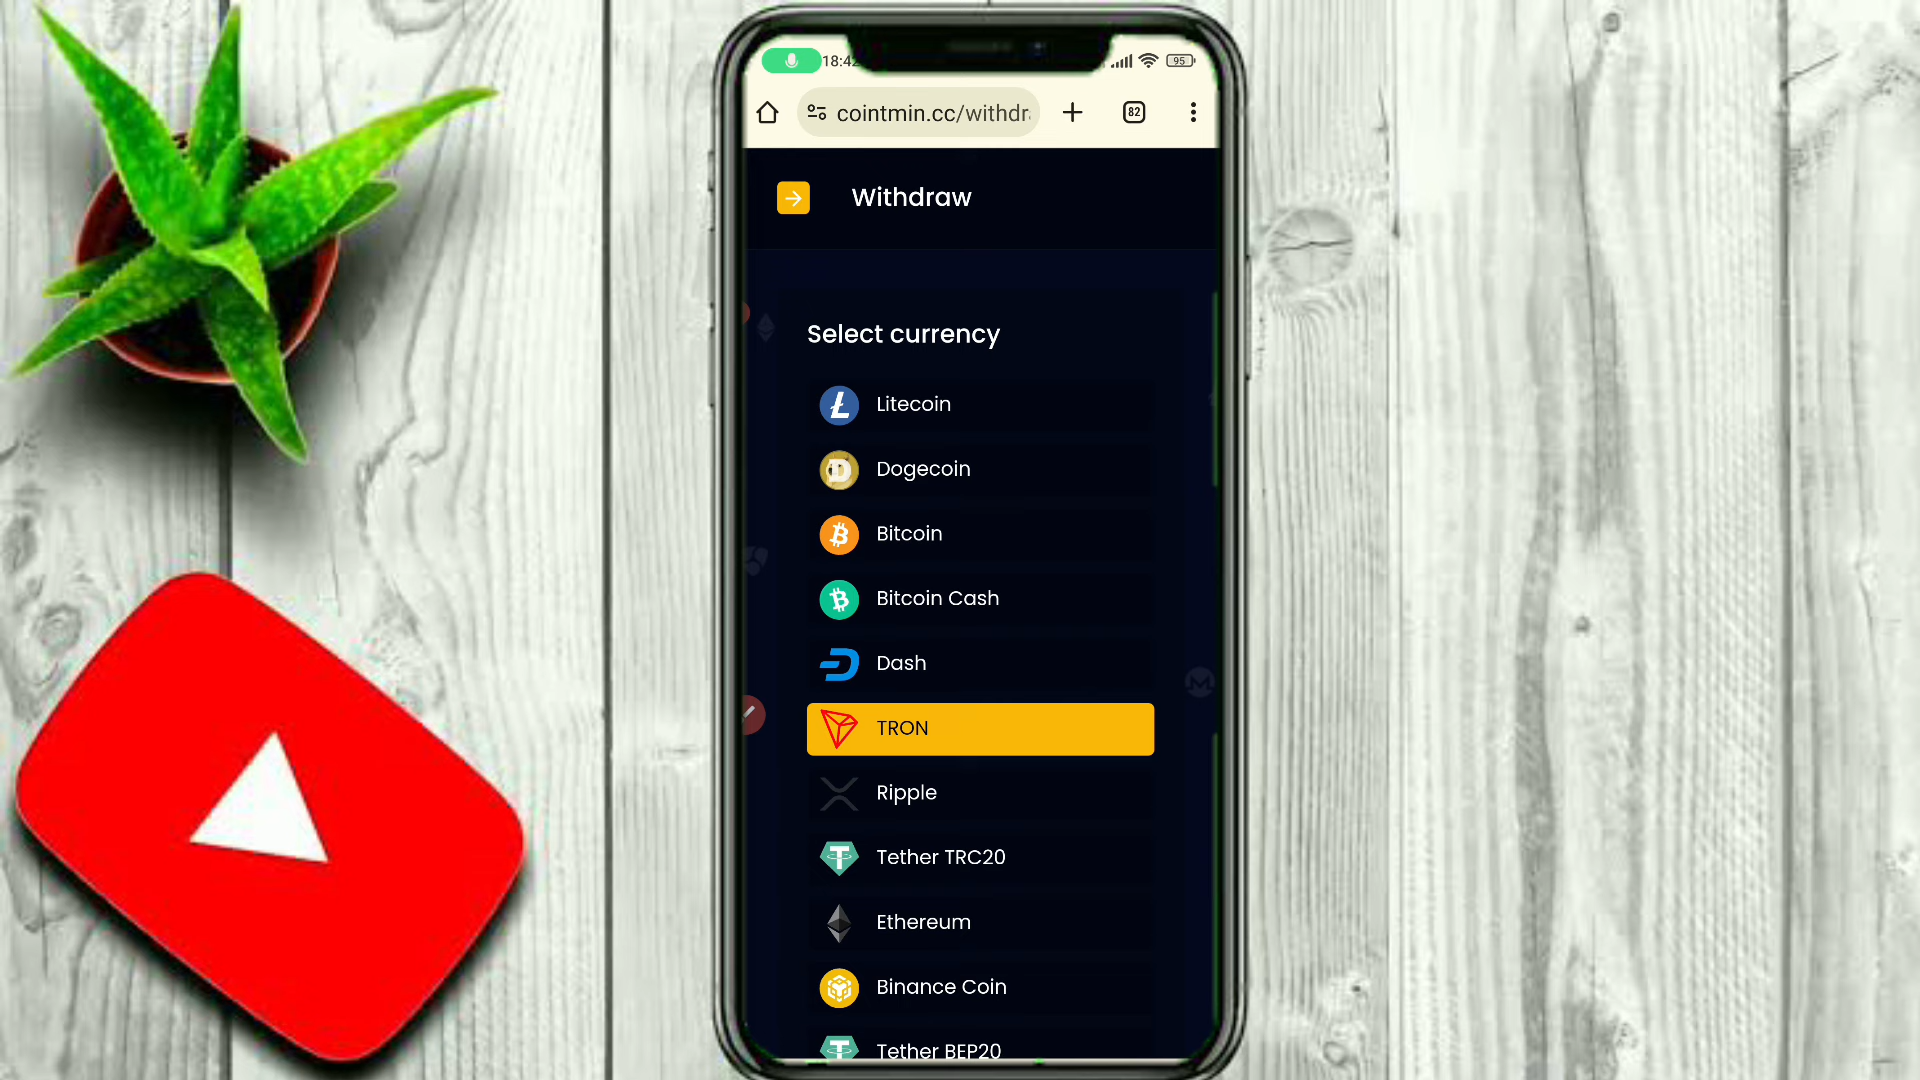 18:42
95
cointmin.cc/withdr
82
Withdraw
Select currency
Litecoin
Dogecoin
Bitcoin
Bitcoin Cash
Dash
TRON
Ripple
Tether TRC20
Ethereum
Binance Coin
Tether BEP20